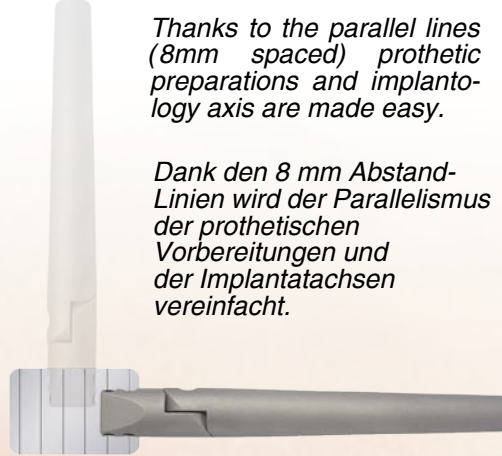 Thanks to the parallel lines
(8mm spaced) prothetic
preparations and implanto-
logy axis are made easy.
Dank den 8 mm Abstand-
Linien wird der Parallelismus
der prothetischen
Vorbereitungen und
der Implantatachsen
vereinfacht.